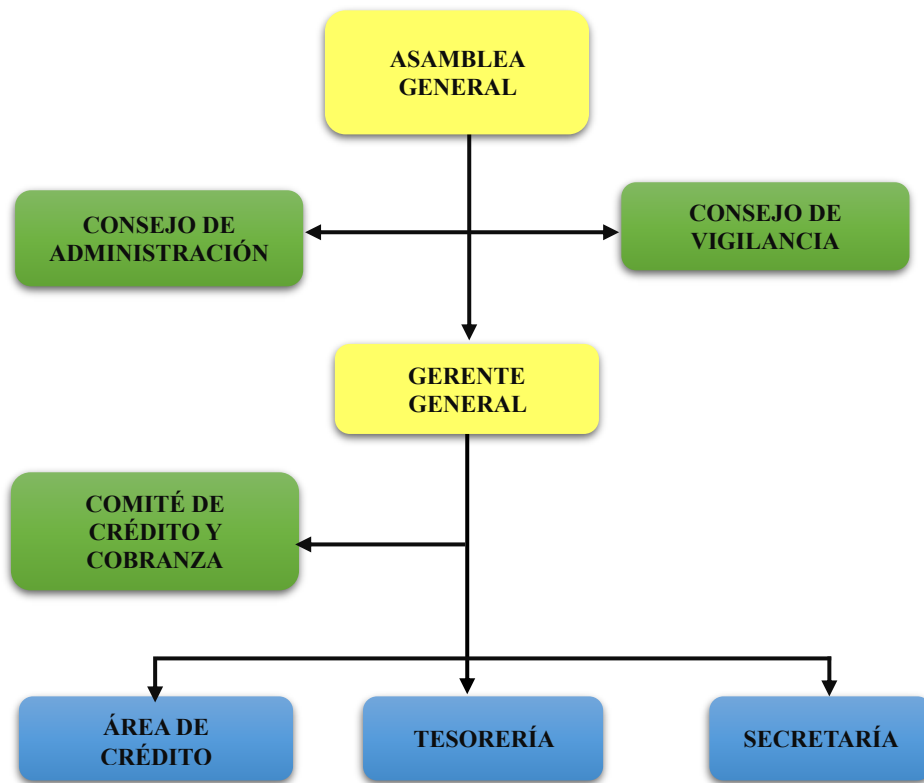 ASAMBLEA
GENERAL
CONSEJO DE
ADMINISTRACIÓN
CONSEJO DE
VIGILANCIA
GERENTE
GENERAL
COMITÉ DE
CRÉDITO Y
COBRANZA
ÁREA DE
CRÉDITO
TESORERÍA
SECRETARÍA